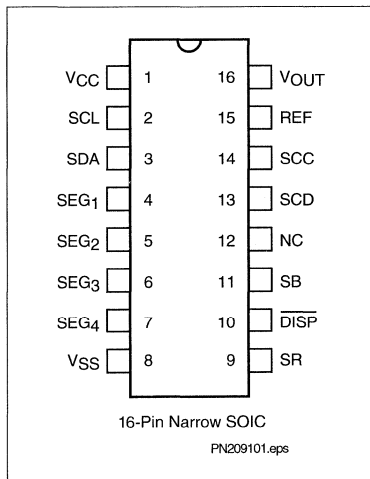 VCC 1 16 VOUT
SCL 2 15 REF
SDA 3 14 SCC
SEG1 4 13 SCD
SEG2 5 12 NC
SEG3 6 11 SB
SEG4 7 10 DISP
VSS 8 9 SR
16-Pin Narrow SOIC
PN209101.eps